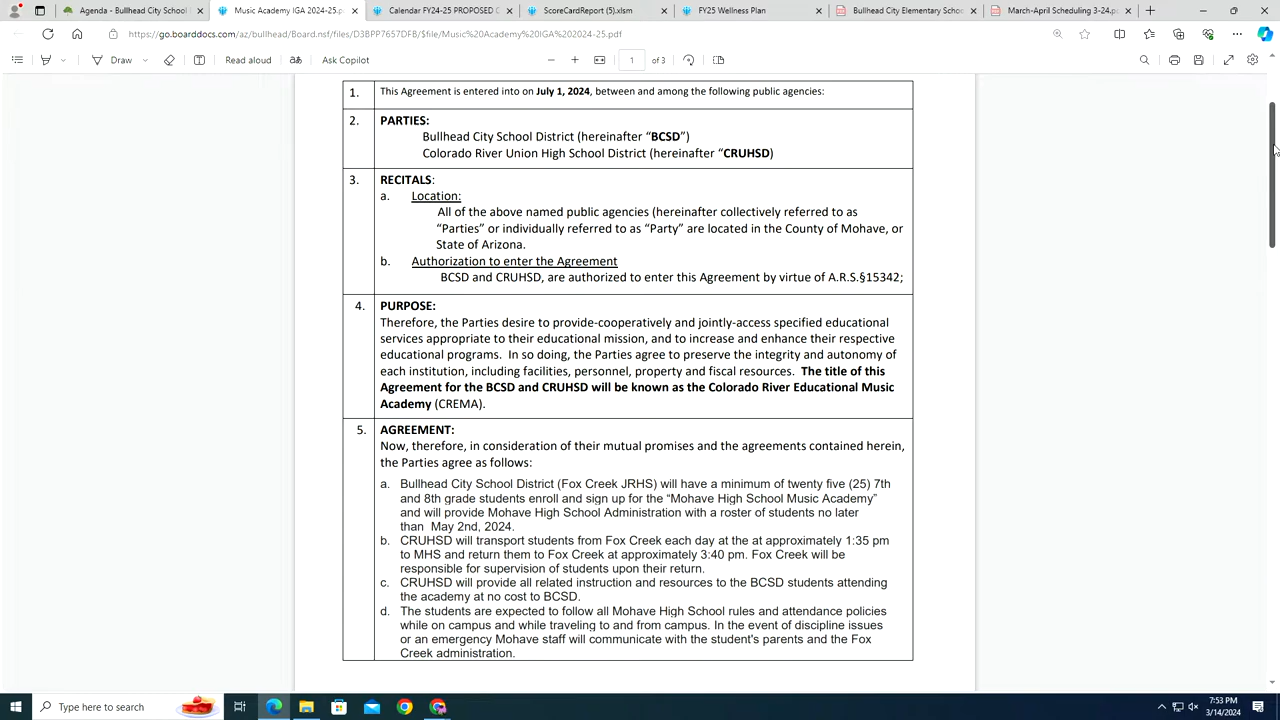 Agenda - Bullhead City School
Music Academy IGA 2024-25.p
Calendar FY24-25 PROPOSED
ScoreCardReport (5).xlsm
FY25 Wellness Plan
Bullhead City Elementary Schoo
March-April Scheduling 3-24.p
https://go.boarddocs.com/az/bullhead/Board.nsf/files/D3BPP7657DFB/$file/Music%20Academy%20IGA%202024-25.pdf
Draw
Read aloud
Ask Copilot
1 of 3
1. This Agreement is entered into on July 1, 2024, between and among the following public agencies:
2. PARTIES:
Bullhead City School District (hereinafter “BCSD”)
Colorado River Union High School District (hereinafter “CRUHSD)
3. RECITALS:
a. Location:
All of the above named public agencies (hereinafter collectively referred to as
“Parties” or individually referred to as “Party” are located in the County of Mohave, or
State of Arizona.
b. Authorization to enter the Agreement
BCSD and CRUHSD, are authorized to enter this Agreement by virtue of A.R.S.§15342;
4. PURPOSE:
Therefore, the Parties desire to provide-cooperatively and jointly-access specified educational
services appropriate to their educational mission, and to increase and enhance their respective
educational programs. In so doing, the Parties agree to preserve the integrity and autonomy of
each institution, including facilities, personnel, property and fiscal resources. The title of this
Agreement for the BCSD and CRUHSD will be known as the Colorado River Educational Music
Academy (CREMA).
5. AGREEMENT:
Now, therefore, in consideration of their mutual promises and the agreements contained herein,
the Parties agree as follows:
a. Bullhead City School District (Fox Creek JRHS) will have a minimum of twenty five (25) 7th
and 8th grade students enroll and sign up for the “Mohave High School Music Academy”
and will provide Mohave High School Administration with a roster of students no later
than May 2nd, 2024.
b. CRUHSD will transport students from Fox Creek each day at the at approximately 1:35 pm
to MHS and return them to Fox Creek at approximately 3:40 pm. Fox Creek will be
responsible for supervision of students upon their return.
c. CRUHSD will provide all related instruction and resources to the BCSD students attending
the academy at no cost to BCSD.
d. The students are expected to follow all Mohave High School rules and attendance policies
while on campus and while traveling to and from campus. In the event of discipline issues
or an emergency Mohave staff will communicate with the student's parents and the Fox
Creek administration.
Type here to search
7:53 PM
3/14/2024